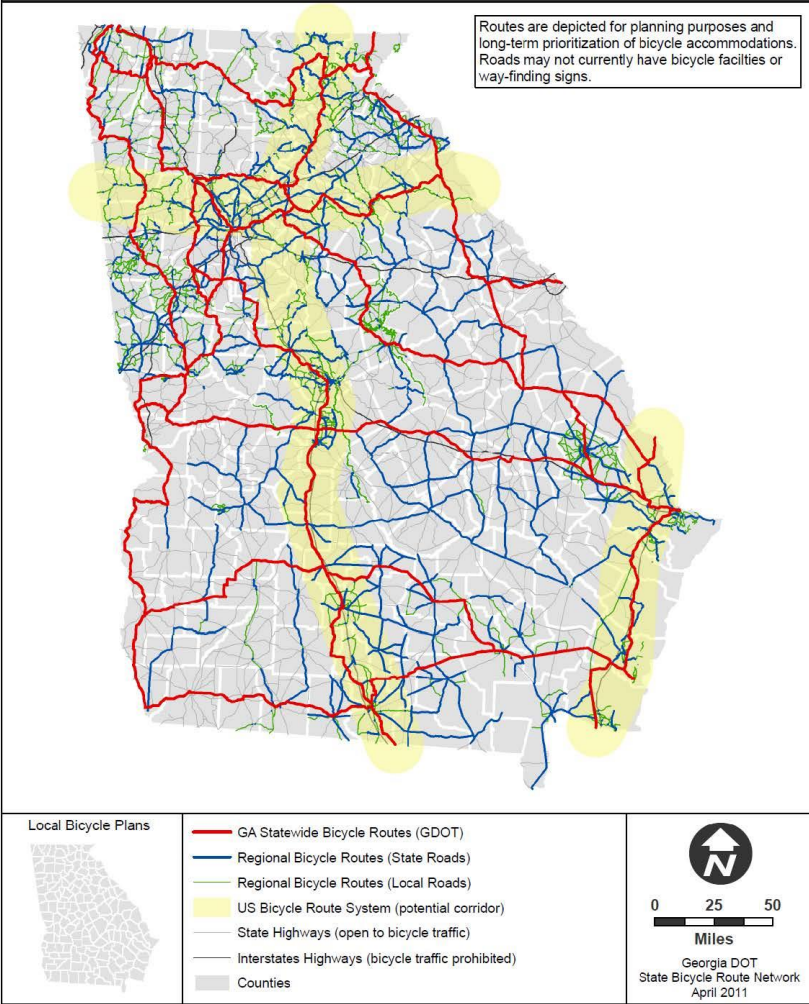 Routes are depicted for planning purposes and
long-term prioritization of bicycle accommodations.
Roads may not currently have bicycle facilties or
way-finding signs.
Local Bicycle Plans
GA Statewide Bicycle Routes (GDOT)
Regional Bicycle Routes (State Roads)
Regional Bicycle Routes (Local Roads)
US Bicycle Route System (potential corridor)
State Highways (open to bicycle traffic)
Interstates Highways (bicycle traffic prohibited)
Counties
N
0 25 50
Miles
Georgia DOT
State Bicycle Route Network
April 2011